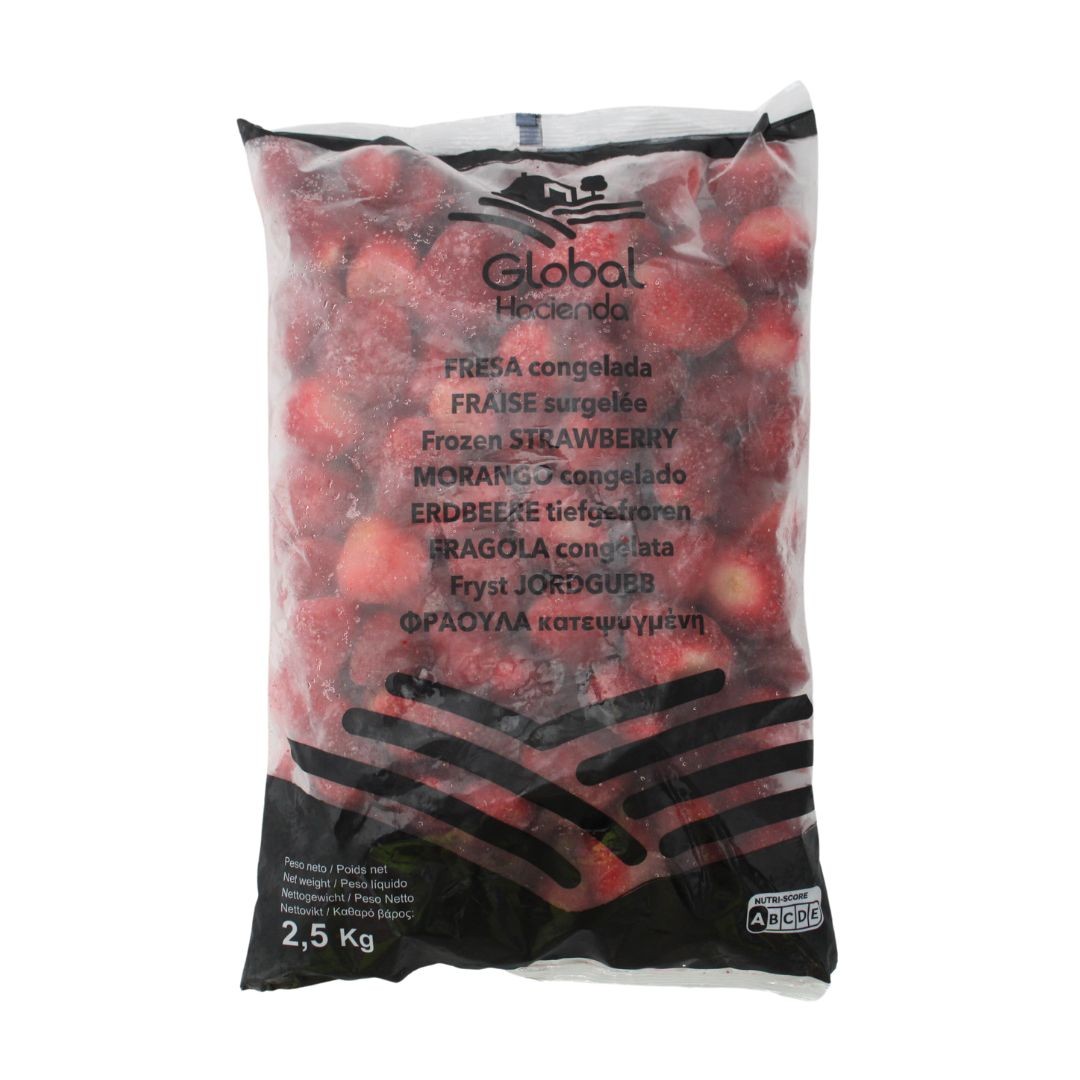 Global
Hacienda
FRESA congelada
FRAISE surgelée
Frozen STRAWBERRY
MORANGO congelado
ERDBEERE tiefgefroren
FRAGOLA congelata
Fryst JORDGUBB
ΦΡΑΟΥΛΑ κατεψυγμένη
Peso neto / Poids net
Net weight / Peso líquido
Nettogewicht / Peso Netto
Nettovikt / Καθαρό βάρος:
2,5 Kg
NUTRI-SCORE
A B C D E